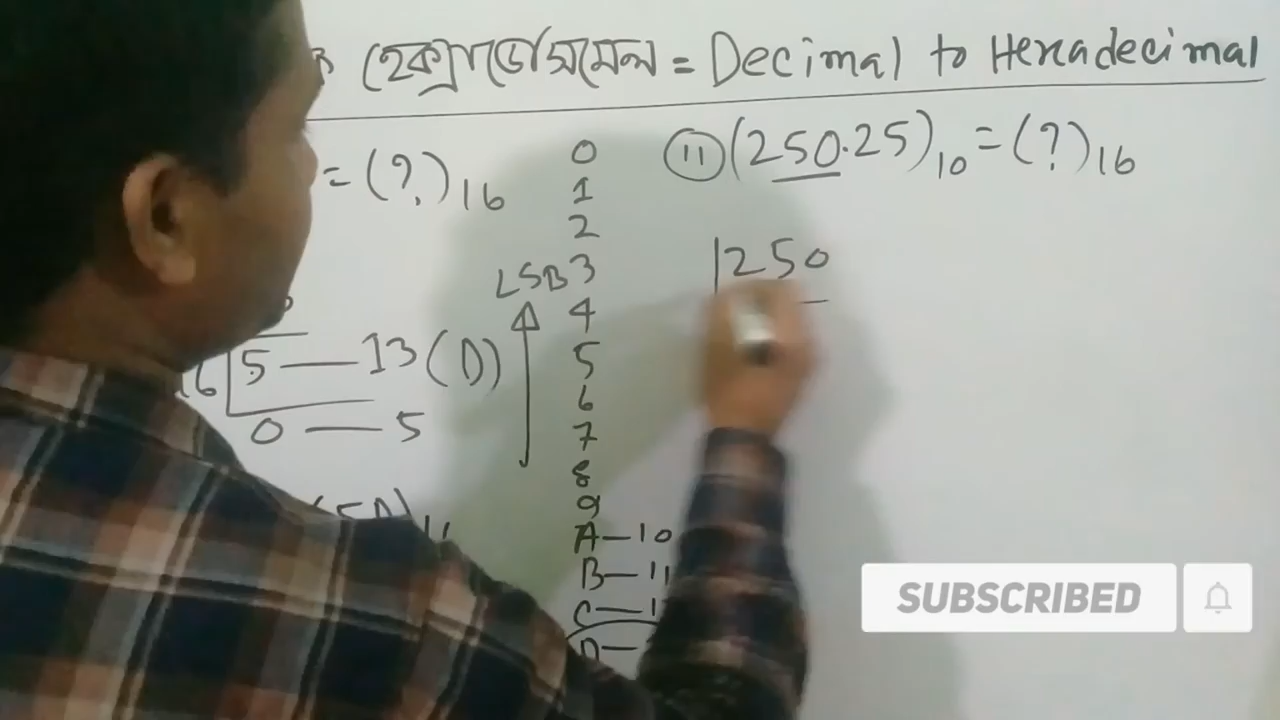 হেক্সাডেসিমেল = Decimal to Hexadecimal
= (?)16
5 — 13 (D)
0 — 5
LSB
0
1
2
3
4
5
6
7
8
9
A—10
B—11
(11) (250.25)10 = (?)16
250
SUBSCRIBED